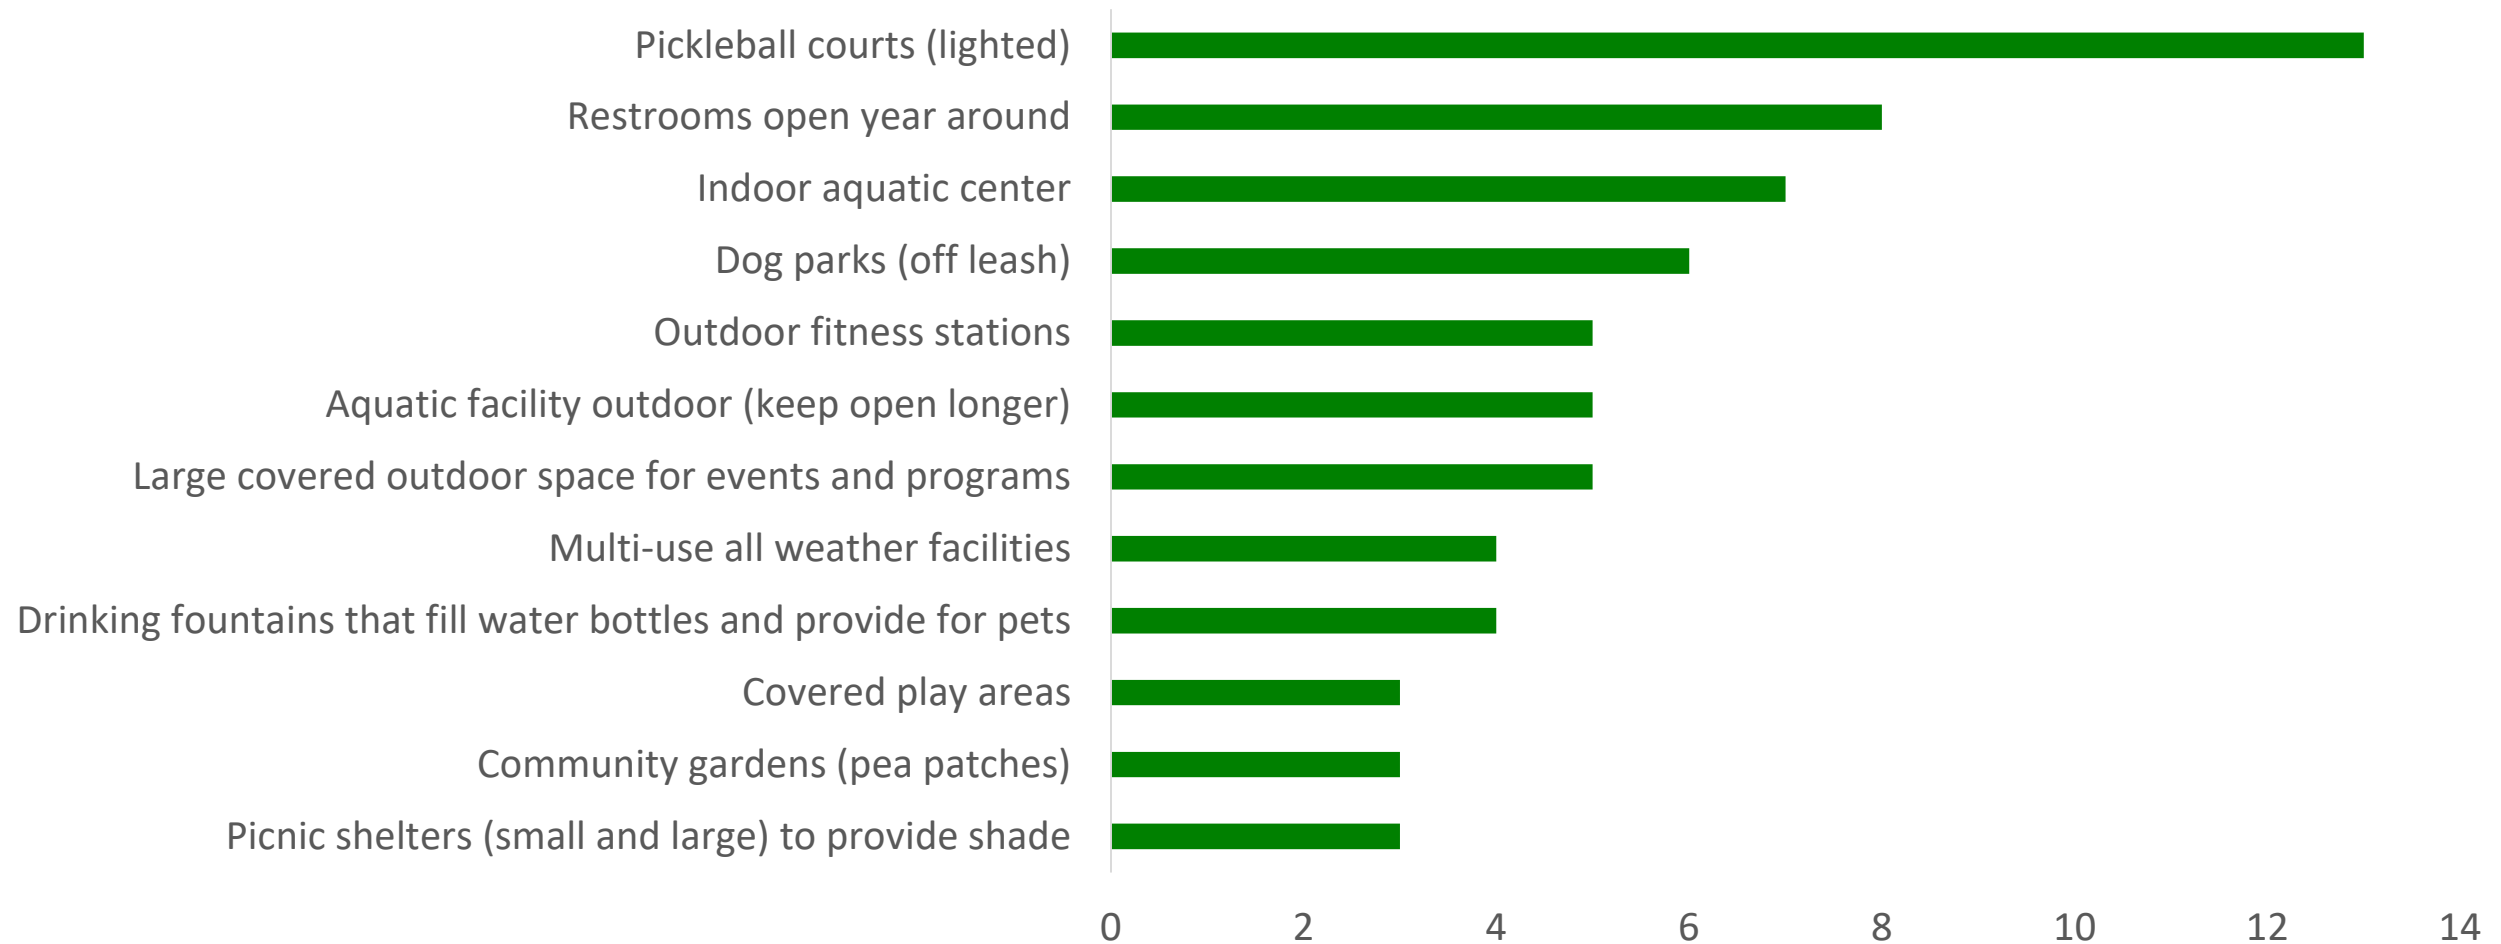 Pickleball courts (lighted)
Restrooms open year around
Indoor aquatic center
Dog parks (off leash)
Outdoor fitness stations
Aquatic facility outdoor (keep open longer)
Large covered outdoor space for events and programs
Multi-use all weather facilities
Drinking fountains that fill water bottles and provide for pets
Covered play areas
Community gardens (pea patches)
Picnic shelters (small and large) to provide shade
0 2 4 6 8 10 12 14